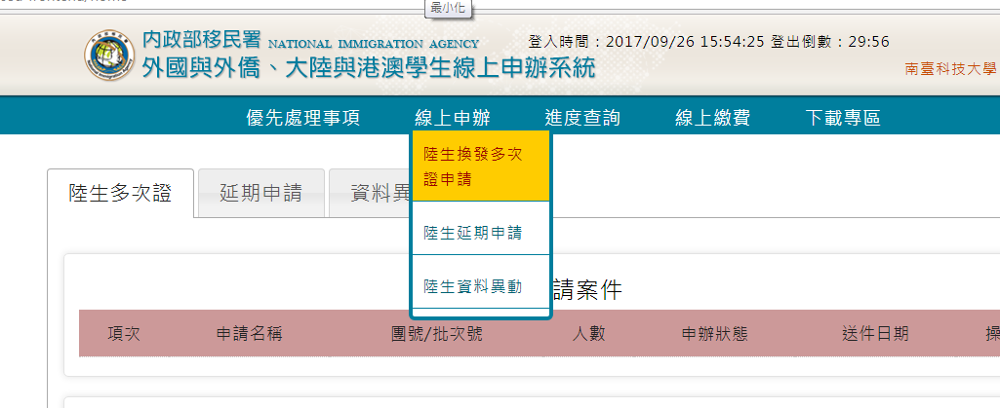 最小化
內政部移民署 NATIONAL IMMIGRATION AGENCY
登入時間：2017/09/26 15:54:25 登出倒數：29:56
外國與外僑、大陸與港澳學生線上申辦系統
南臺科技大學
優先處理事項 線上申辦 進度查詢 線上繳費 下載專區
陸生換發多次
證申請
陸生多次證 延期申請 資料異
陸生延期申請
陸生資料異動
請案件
項次 申請名稱 團號/批次號 人數 申辦狀態 送件日期 操